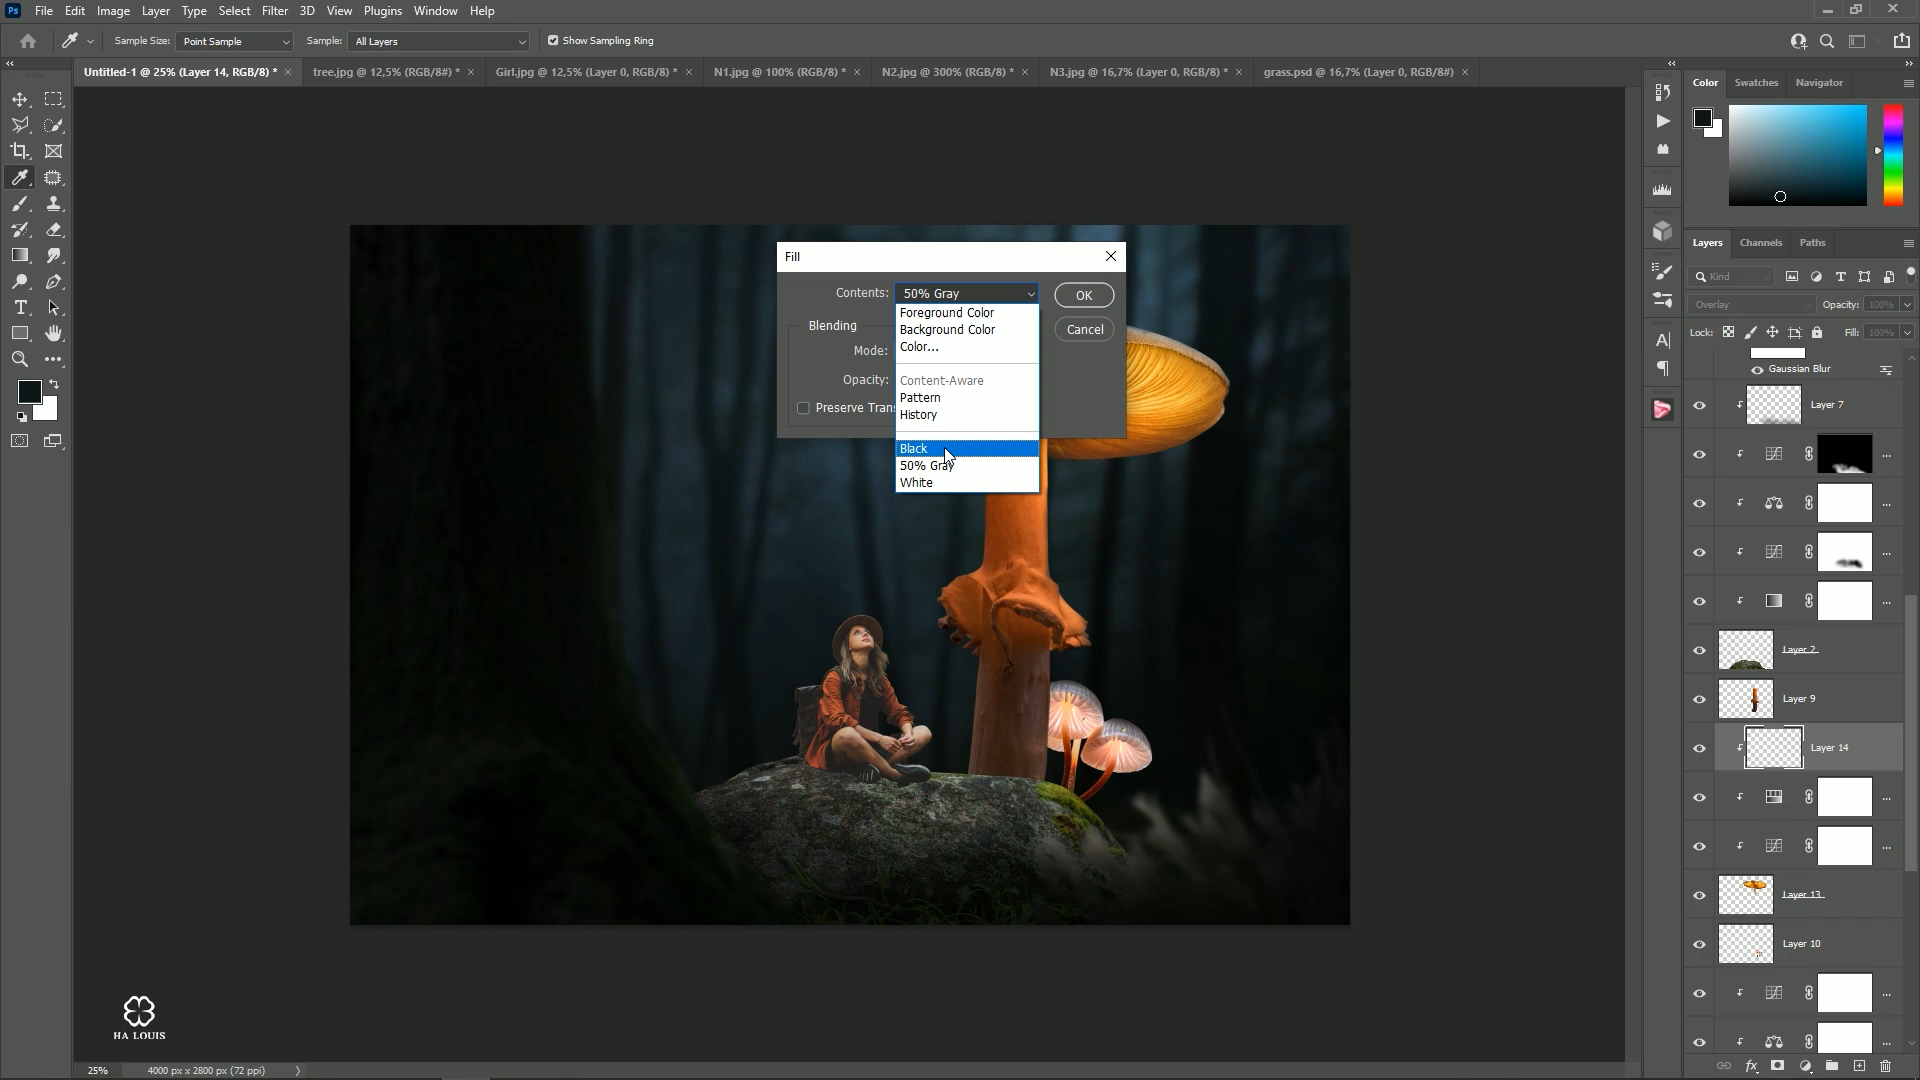 Ps File Edit Image Layer Type Select Filter 3D View Plugins Window Help
Sample Size: Point Sample Sample: All Layers Show Sampling Ring
Untitled-1 @ 25% (Layer 14, RGB/8) * tree.jpg @ 12,5% (RGB/8#) * Girl.jpg @ 12,5% (Layer 0, RGB/8) * N1.jpg @ 100% (RGB/8) * N2.jpg @ 300% (RGB/8) * N3.jpg @ 16,7% (Layer 0, RGB/8) * grass.psd @ 16,7% (Layer 0, RGB/8#)
Color Swatches Navigator
Layers Channels Paths
Kind
Overlay Opacity: 100%
Lock: Fill: 100%
Gaussian Blur
Layer 7
Layer 2
Layer 9
Layer 14
Layer 13
Layer 10
Fill
Contents: 50% Gray OK
Foreground Color
Blending Background Color Cancel
Mode: Color...
Opacity: Content-Aware
Pattern
Preserve Trans
History
Black
50% Gray
White
HA LOUIS
25% 4000 px x 2800 px (72 ppi)